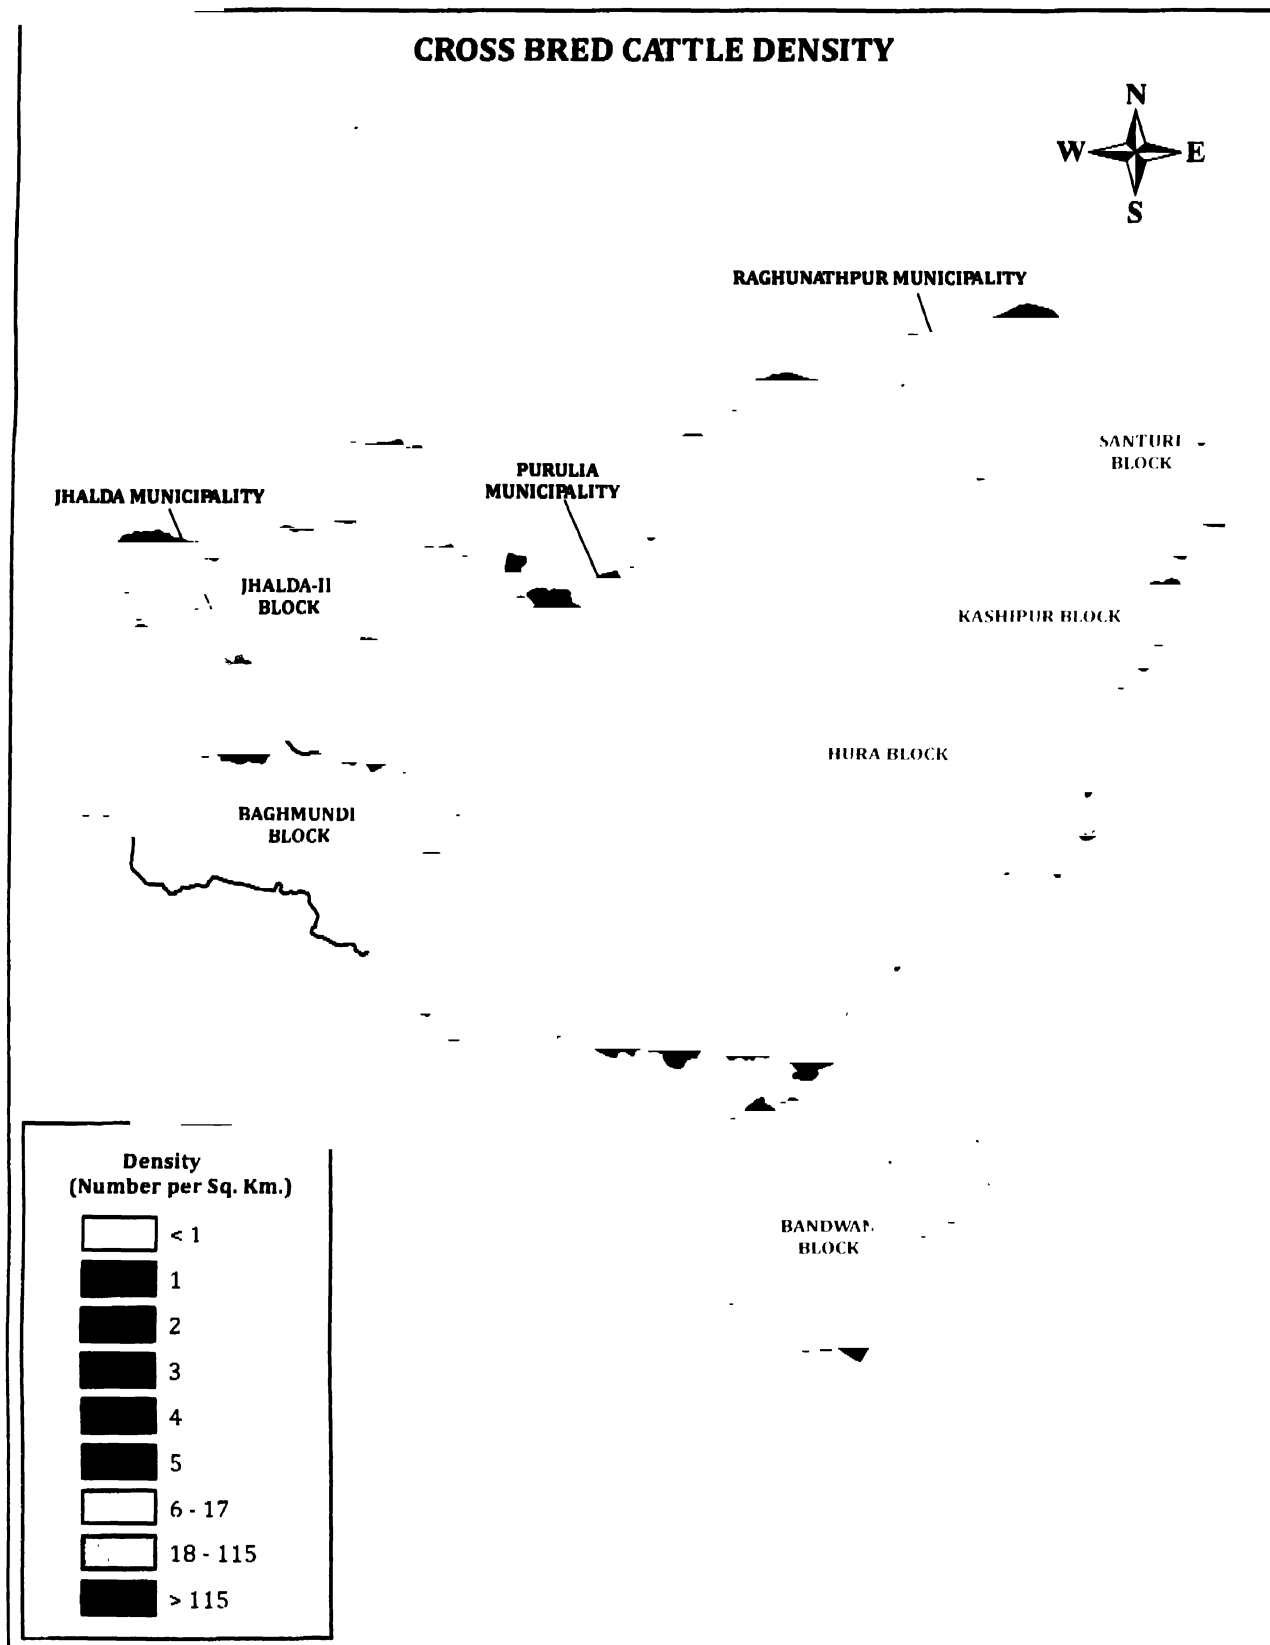 CROSS BRED CATTLE DENSITY
N
W E
S
RAGHUNATHPUR MUNICIPALITY
SANTURI
BLOCK
PURULIA
MUNICIPALITY
JHALDA MUNICIPALITY
JHALDA-II
BLOCK
KASHIPUR BLOCK
HURA BLOCK
BAGHMUNDI
BLOCK
BANDWAN
BLOCK
Density
(Number per Sq. Km.)
< 1
1
2
3
4
5
6 - 17
18 - 115
> 115